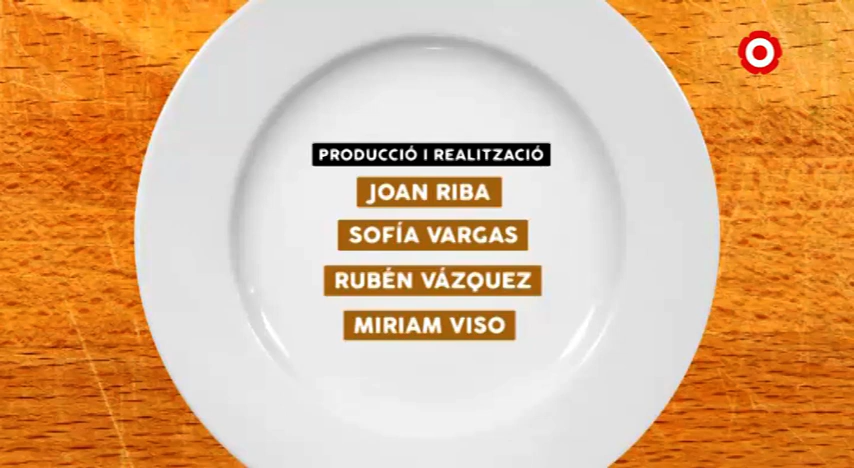 PRODUCCIÓ I REALITZACIÓ
JOAN RIBA
SOFÍA VARGAS
RUBÉN VÁZQUEZ
MIRIAM VISO